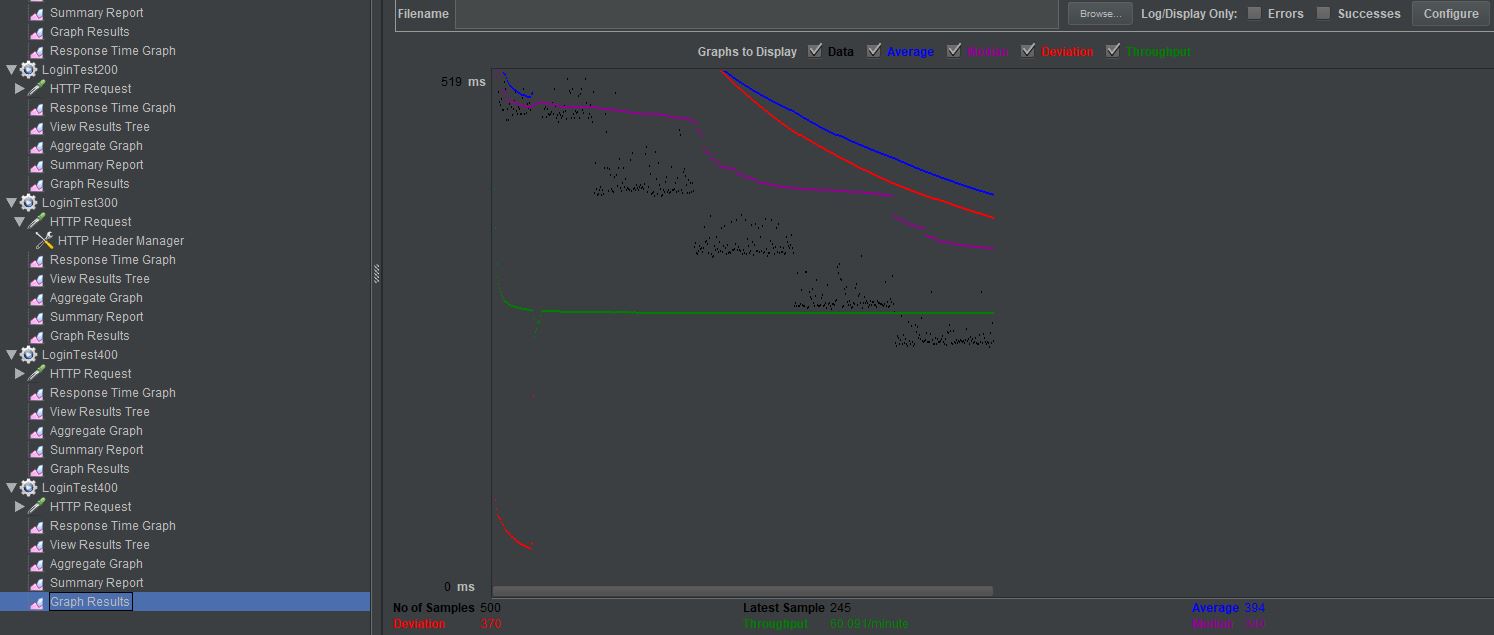 Summary Report
Graph Results
Response Time Graph
LoginTest200
HTTP Request
Response Time Graph
View Results Tree
Aggregate Graph
Summary Report
Graph Results
LoginTest300
HTTP Request
HTTP Header Manager
Response Time Graph
View Results Tree
Aggregate Graph
Summary Report
Graph Results
LoginTest400
HTTP Request
Response Time Graph
View Results Tree
Aggregate Graph
Summary Report
Graph Results
LoginTest400
HTTP Request
Response Time Graph
View Results Tree
Aggregate Graph
Summary Report
Graph Results
Filename Browse... Log/Display Only: Errors Successes Configure
Graphs to Display Data Average Median Deviation Throughput
519 ms
0 ms
No of Samples 500 Latest Sample 245 Average 394
Deviation 370 Throughput 60.091/minute Median